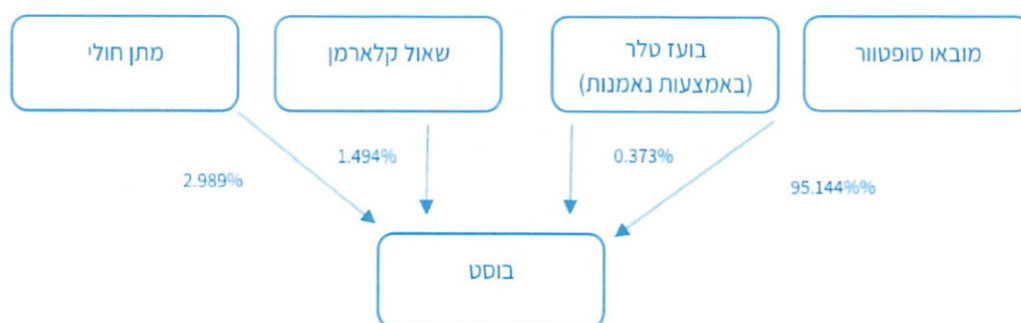 מובאו סופטוור
בועז טלר
(באמצעות נאמנות)
שאול קלארמן
מתן חולי
95.144%%
0.373%
1.494%
2.989%
בוסט